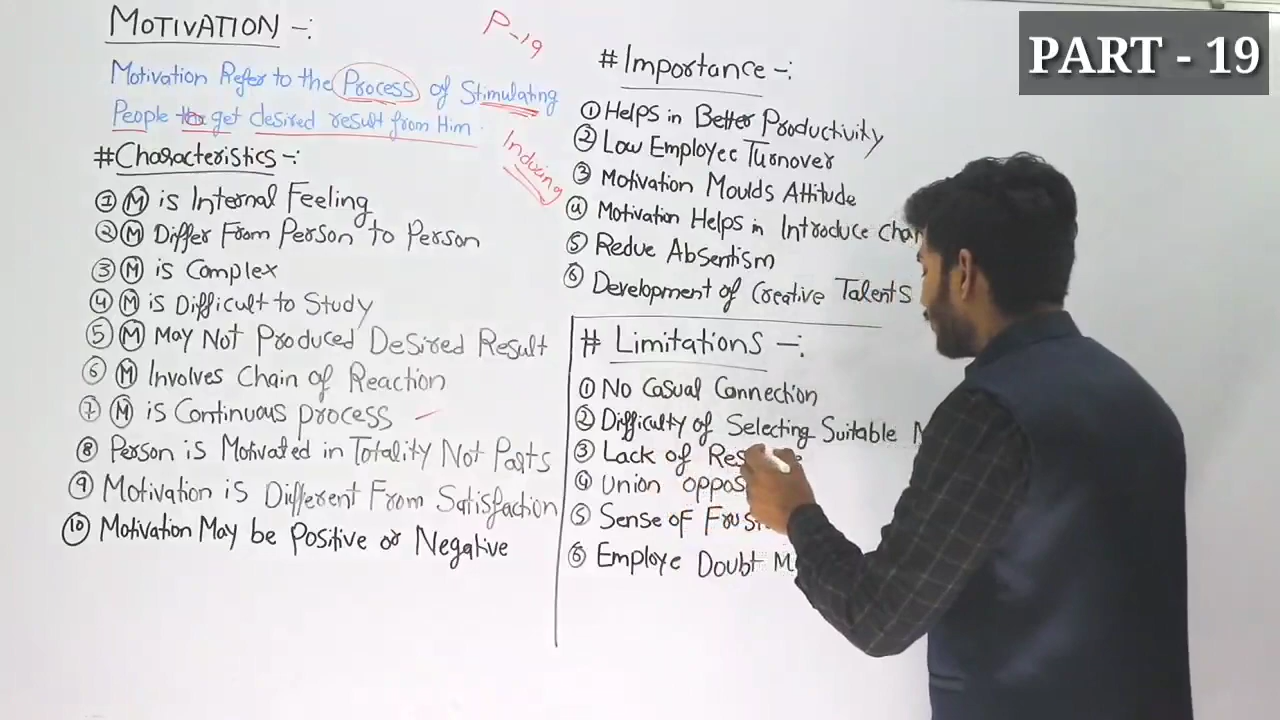 MOTIVATION -:
P-19
PART - 19
Motivation Refer to the Process of Stimulating
People to get desired result from Him.
Inducing
# Characteristics -:
① Ⓜ is Internal Feeling
② Ⓜ Differ From Person to Person
③ Ⓜ is Complex
④ Ⓜ is Difficult to Study
⑤ Ⓜ May Not Produced Desired Result
⑥ Ⓜ Involves Chain of Reaction
⑦ Ⓜ is Continuous process
⑧ Person is Motivated in Totality Not Parts
⑨ Motivation is Different From Satisfaction
⑩ Motivation May be Positive or Negative
# Importance -:
① Helps in Better Productivity
② Low Employee Turnover
③ Motivation Moulds Attitude
④ Motivation Helps in Introduce
⑤ Redue Absentism
⑥ Development of Creative Talents
# Limitations -:
① No Casual Connection
② Difficulty of Selecting Suitable
③ Lack of
④ Union
⑤ Sense of
⑥ Employe Doubt